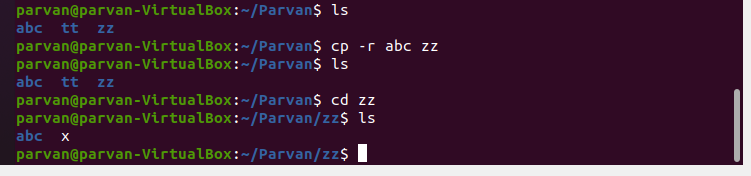 parvan@parvan-VirtualBox:~/Parvan$ ls
abc  tt  zz
parvan@parvan-VirtualBox:~/Parvan$ cp -r abc zz
parvan@parvan-VirtualBox:~/Parvan$ ls
abc  tt  zz
parvan@parvan-VirtualBox:~/Parvan$ cd zz
parvan@parvan-VirtualBox:~/Parvan/zz$ ls
abc  x
parvan@parvan-VirtualBox:~/Parvan/zz$